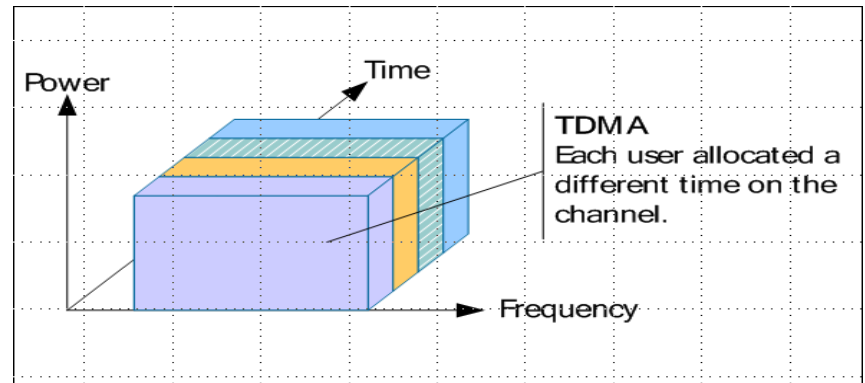 Power
Time
TDMA
Each user allocated a
different time on the
channel.
Frequency